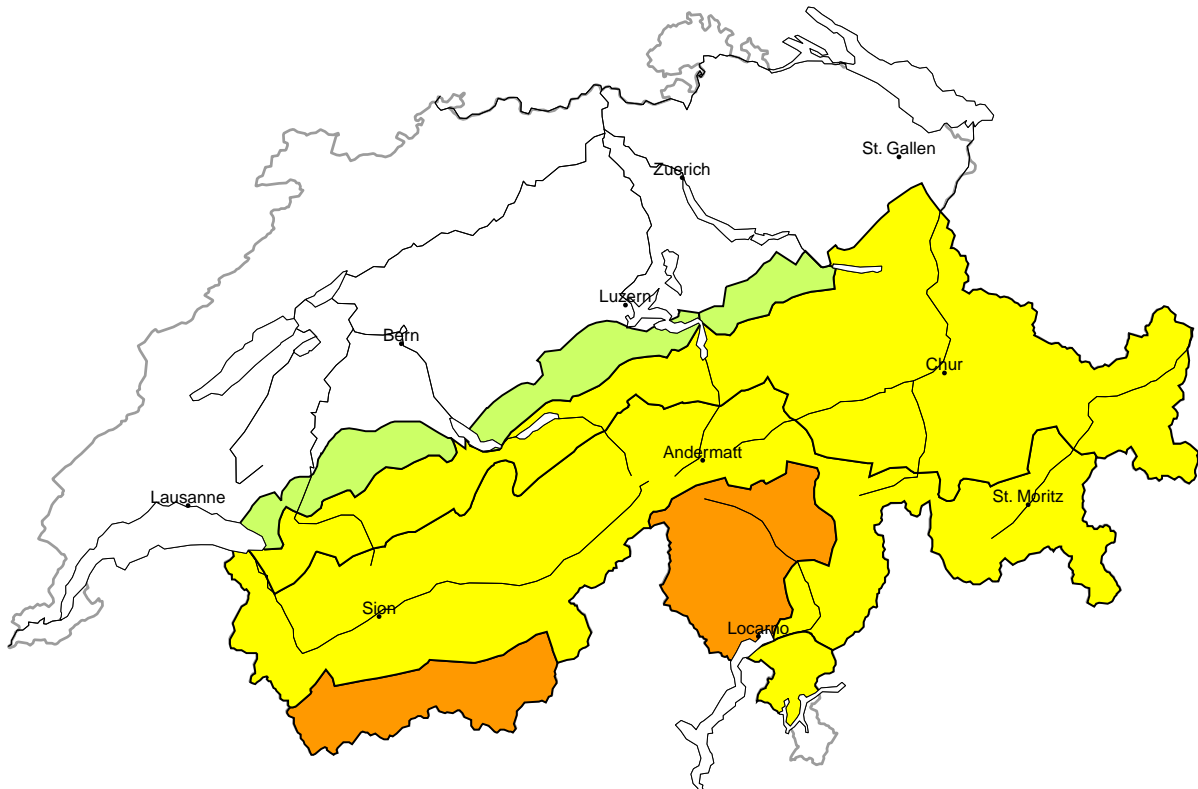 St. Gallen
Zuerich
Luzern
Bern
Chur
Andermatt
St. Moritz
Lausanne
Sion
Locarno